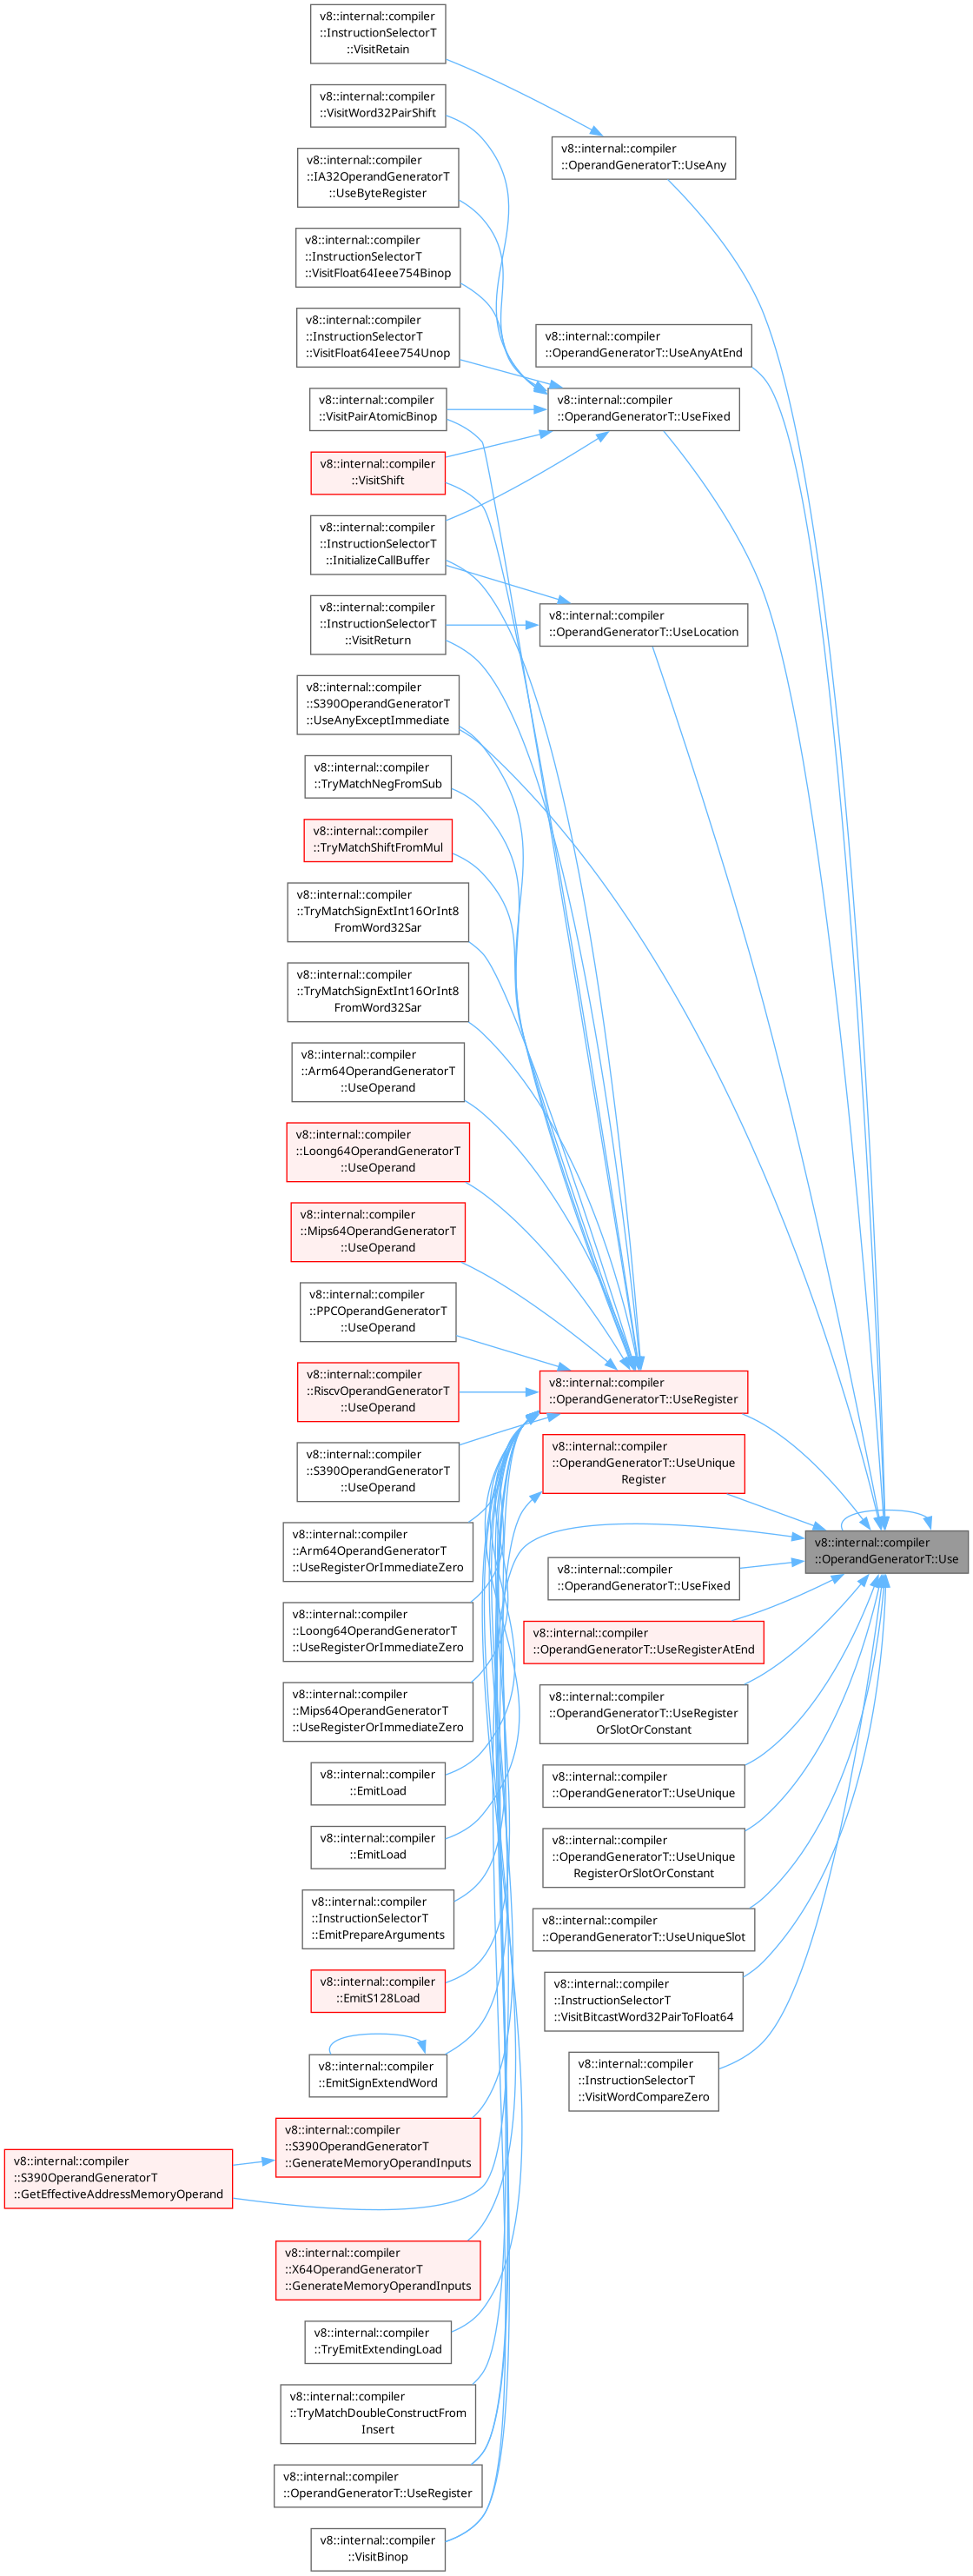 v8::internal::compiler
::InstructionSelectorT
::VisitRetain
v8::internal::compiler
::VisitWord32PairShift
v8::internal::compiler
::OperandGeneratorT::UseAny
v8::internal::compiler
::IA32OperandGeneratorT
::UseByteRegister
v8::internal::compiler
::InstructionSelectorT
::VisitFloat64Ieee754Binop
v8::internal::compiler
::InstructionSelectorT
::VisitFloat64Ieee754Unop
v8::internal::compiler
::OperandGeneratorT::UseAnyAtEnd
v8::internal::compiler
::VisitPairAtomicBinop
v8::internal::compiler
::OperandGeneratorT::UseFixed
v8::internal::compiler
::VisitShift
v8::internal::compiler
::InstructionSelectorT
::InitializeCallBuffer
v8::internal::compiler
::InstructionSelectorT
::VisitReturn
v8::internal::compiler
::OperandGeneratorT::UseLocation
v8::internal::compiler
::S390OperandGeneratorT
::UseAnyExceptImmediate
v8::internal::compiler
::TryMatchNegFromSub
v8::internal::compiler
::TryMatchShiftFromMul
v8::internal::compiler
::TryMatchSignExtInt16OrInt8
FromWord32Sar
v8::internal::compiler
::TryMatchSignExtInt16OrInt8
FromWord32Sar
v8::internal::compiler
::Arm64OperandGeneratorT
::UseOperand
v8::internal::compiler
::Loong64OperandGeneratorT
::UseOperand
v8::internal::compiler
::Mips64OperandGeneratorT
::UseOperand
v8::internal::compiler
::PPCOperandGeneratorT
::UseOperand
v8::internal::compiler
::RiscvOperandGeneratorT
::UseOperand
v8::internal::compiler
::OperandGeneratorT::UseRegister
v8::internal::compiler
::S390OperandGeneratorT
::UseOperand
v8::internal::compiler
::OperandGeneratorT::UseUnique
Register
v8::internal::compiler
::Arm64OperandGeneratorT
::UseRegisterOrImmediateZero
v8::internal::compiler
::OperandGeneratorT::Use
v8::internal::compiler
::OperandGeneratorT::UseFixed
v8::internal::compiler
::Loong64OperandGeneratorT
::UseRegisterOrImmediateZero
v8::internal::compiler
::OperandGeneratorT::UseRegisterAtEnd
v8::internal::compiler
::Mips64OperandGeneratorT
::UseRegisterOrImmediateZero
v8::internal::compiler
::OperandGeneratorT::UseRegister
OrSlotOrConstant
v8::internal::compiler
::EmitLoad
v8::internal::compiler
::OperandGeneratorT::UseUnique
v8::internal::compiler
::EmitLoad
v8::internal::compiler
::OperandGeneratorT::UseUnique
RegisterOrSlotOrConstant
v8::internal::compiler
::InstructionSelectorT
::EmitPrepareArguments
v8::internal::compiler
::OperandGeneratorT::UseUniqueSlot
v8::internal::compiler
::EmitS128Load
v8::internal::compiler
::InstructionSelectorT
::VisitBitcastWord32PairToFloat64
v8::internal::compiler
::EmitSignExtendWord
v8::internal::compiler
::InstructionSelectorT
::VisitWordCompareZero
v8::internal::compiler
::S390OperandGeneratorT
::GenerateMemoryOperandInputs
v8::internal::compiler
::S390OperandGeneratorT
::GetEffectiveAddressMemoryOperand
v8::internal::compiler
::X64OperandGeneratorT
::GenerateMemoryOperandInputs
v8::internal::compiler
::TryEmitExtendingLoad
v8::internal::compiler
::TryMatchDoubleConstructFrom
Insert
v8::internal::compiler
::OperandGeneratorT::UseRegister
v8::internal::compiler
::VisitBinop